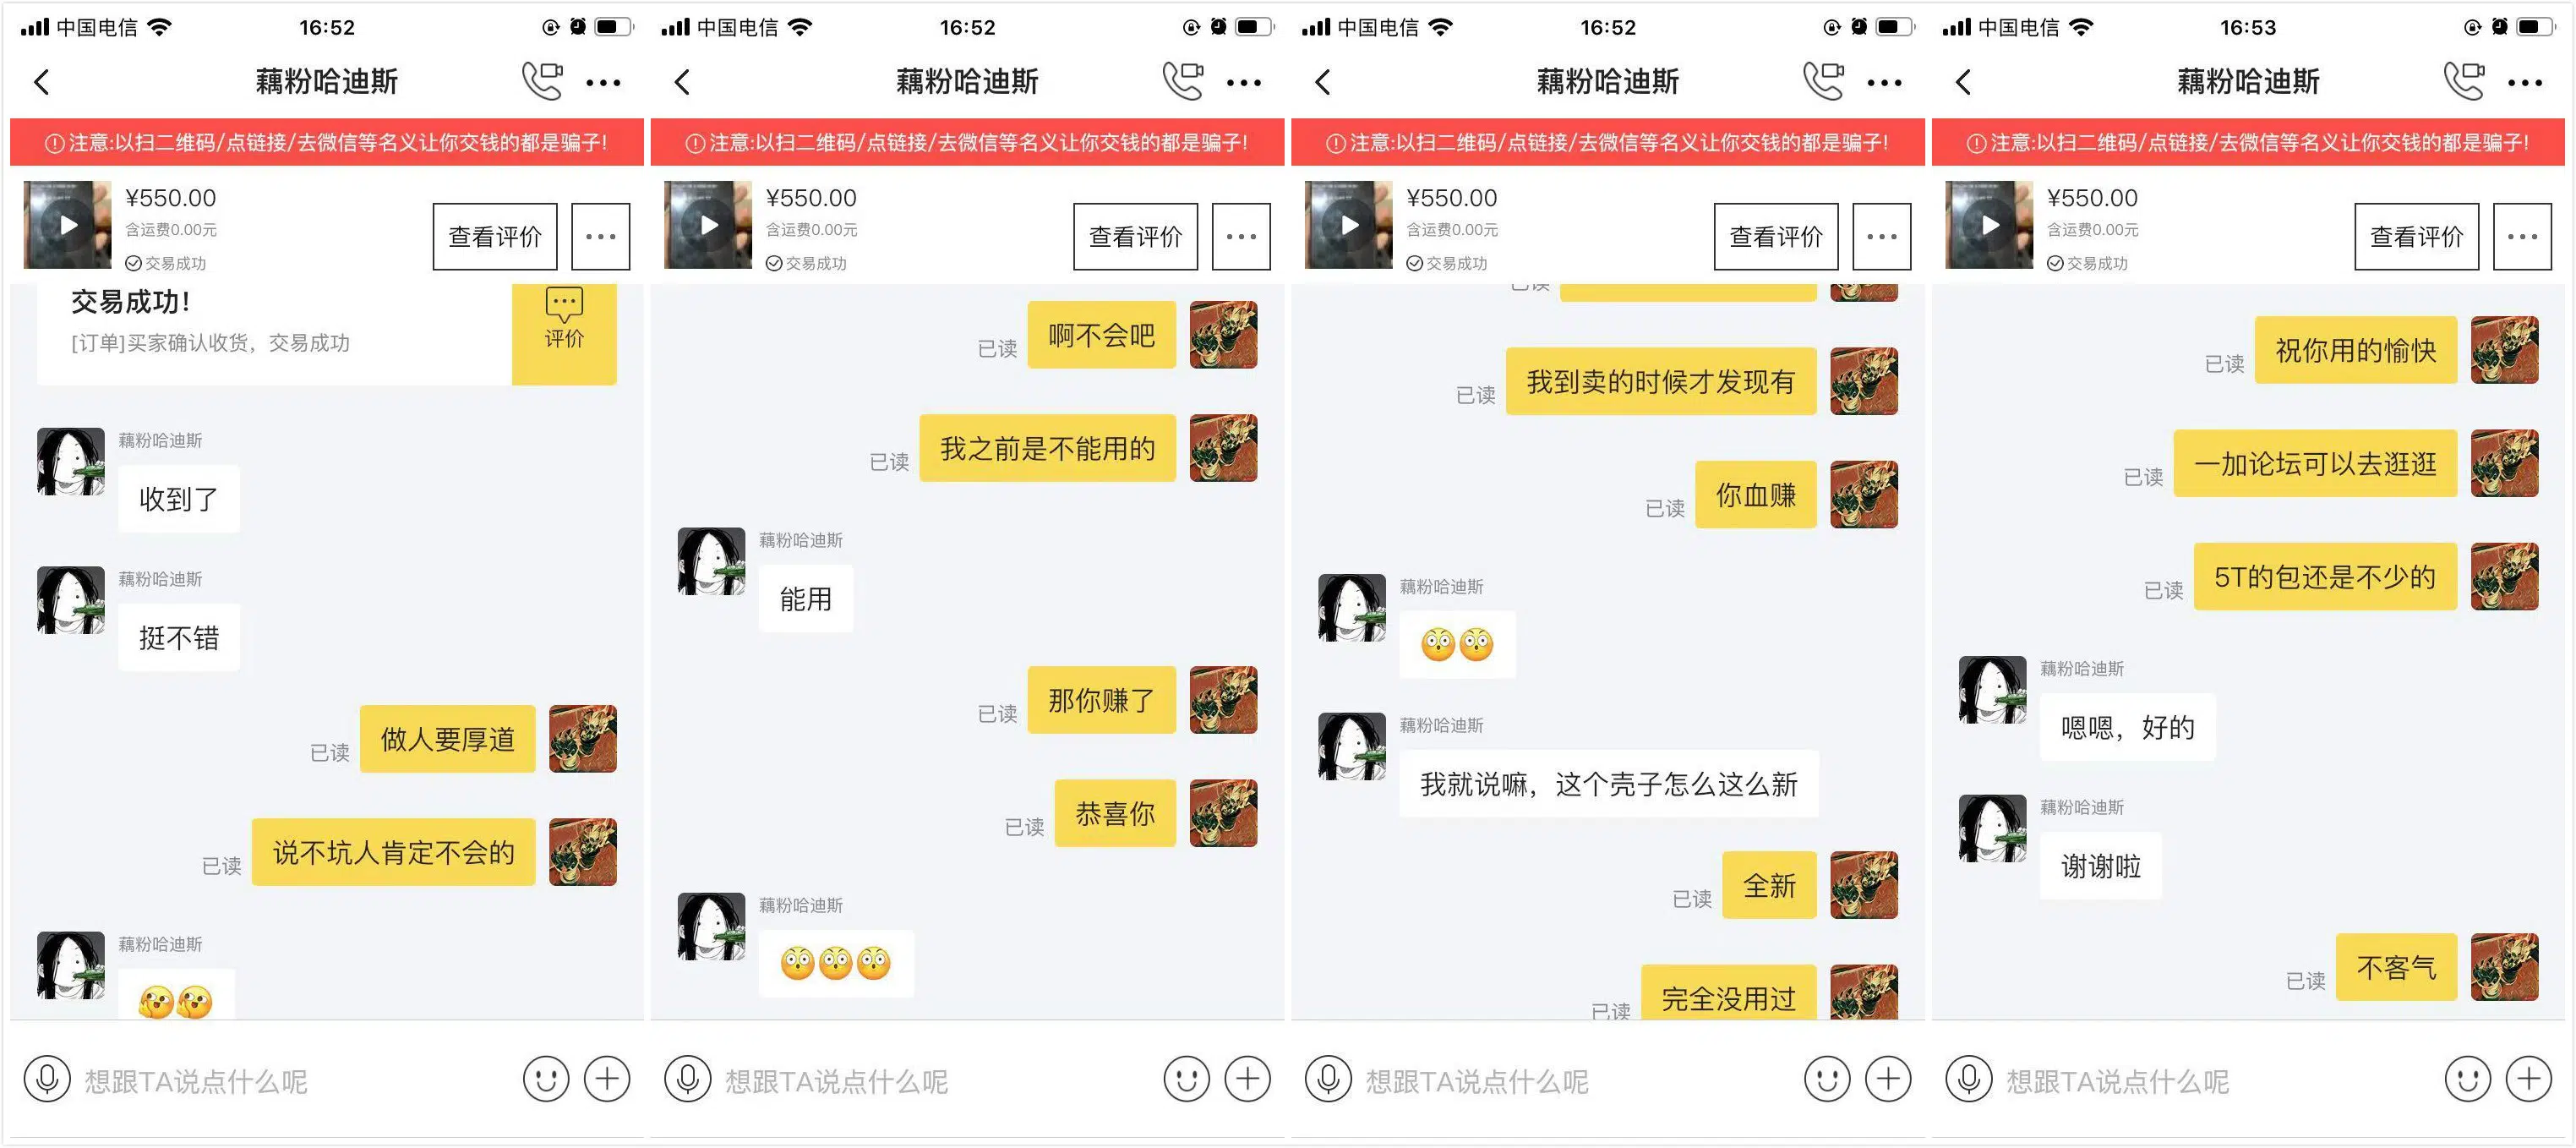 中国电信
16:52
藕粉哈迪斯
注意:以扫二维码/点链接/去微信等名义让你交钱的都是骗子!
¥550.00
含运费0.00元
交易成功
查看评价
交易成功!
[订单]买家确认收货，交易成功
评价
藕粉哈迪斯
收到了
藕粉哈迪斯
挺不错
已读
做人要厚道
已读
说不坑人肯定不会的
藕粉哈迪斯
想跟TA说点什么呢
中国电信
16:52
藕粉哈迪斯
注意:以扫二维码/点链接/去微信等名义让你交钱的都是骗子!
¥550.00
含运费0.00元
交易成功
查看评价
已读
啊不会吧
已读
我之前是不能用的
藕粉哈迪斯
能用
已读
那你赚了
已读
恭喜你
藕粉哈迪斯
想跟TA说点什么呢
中国电信
16:52
藕粉哈迪斯
注意:以扫二维码/点链接/去微信等名义让你交钱的都是骗子!
¥550.00
含运费0.00元
交易成功
查看评价
已读
已读
我到卖的时候才发现有
已读
你血赚
藕粉哈迪斯
藕粉哈迪斯
我就说嘛，这个壳子怎么这么新
已读
全新
已读
完全没用过
想跟TA说点什么呢
中国电信
16:53
藕粉哈迪斯
注意:以扫二维码/点链接/去微信等名义让你交钱的都是骗子!
¥550.00
含运费0.00元
交易成功
查看评价
已读
祝你用的愉快
已读
一加论坛可以去逛逛
已读
5T的包还是不少的
藕粉哈迪斯
嗯嗯，好的
藕粉哈迪斯
谢谢啦
已读
不客气
想跟TA说点什么呢